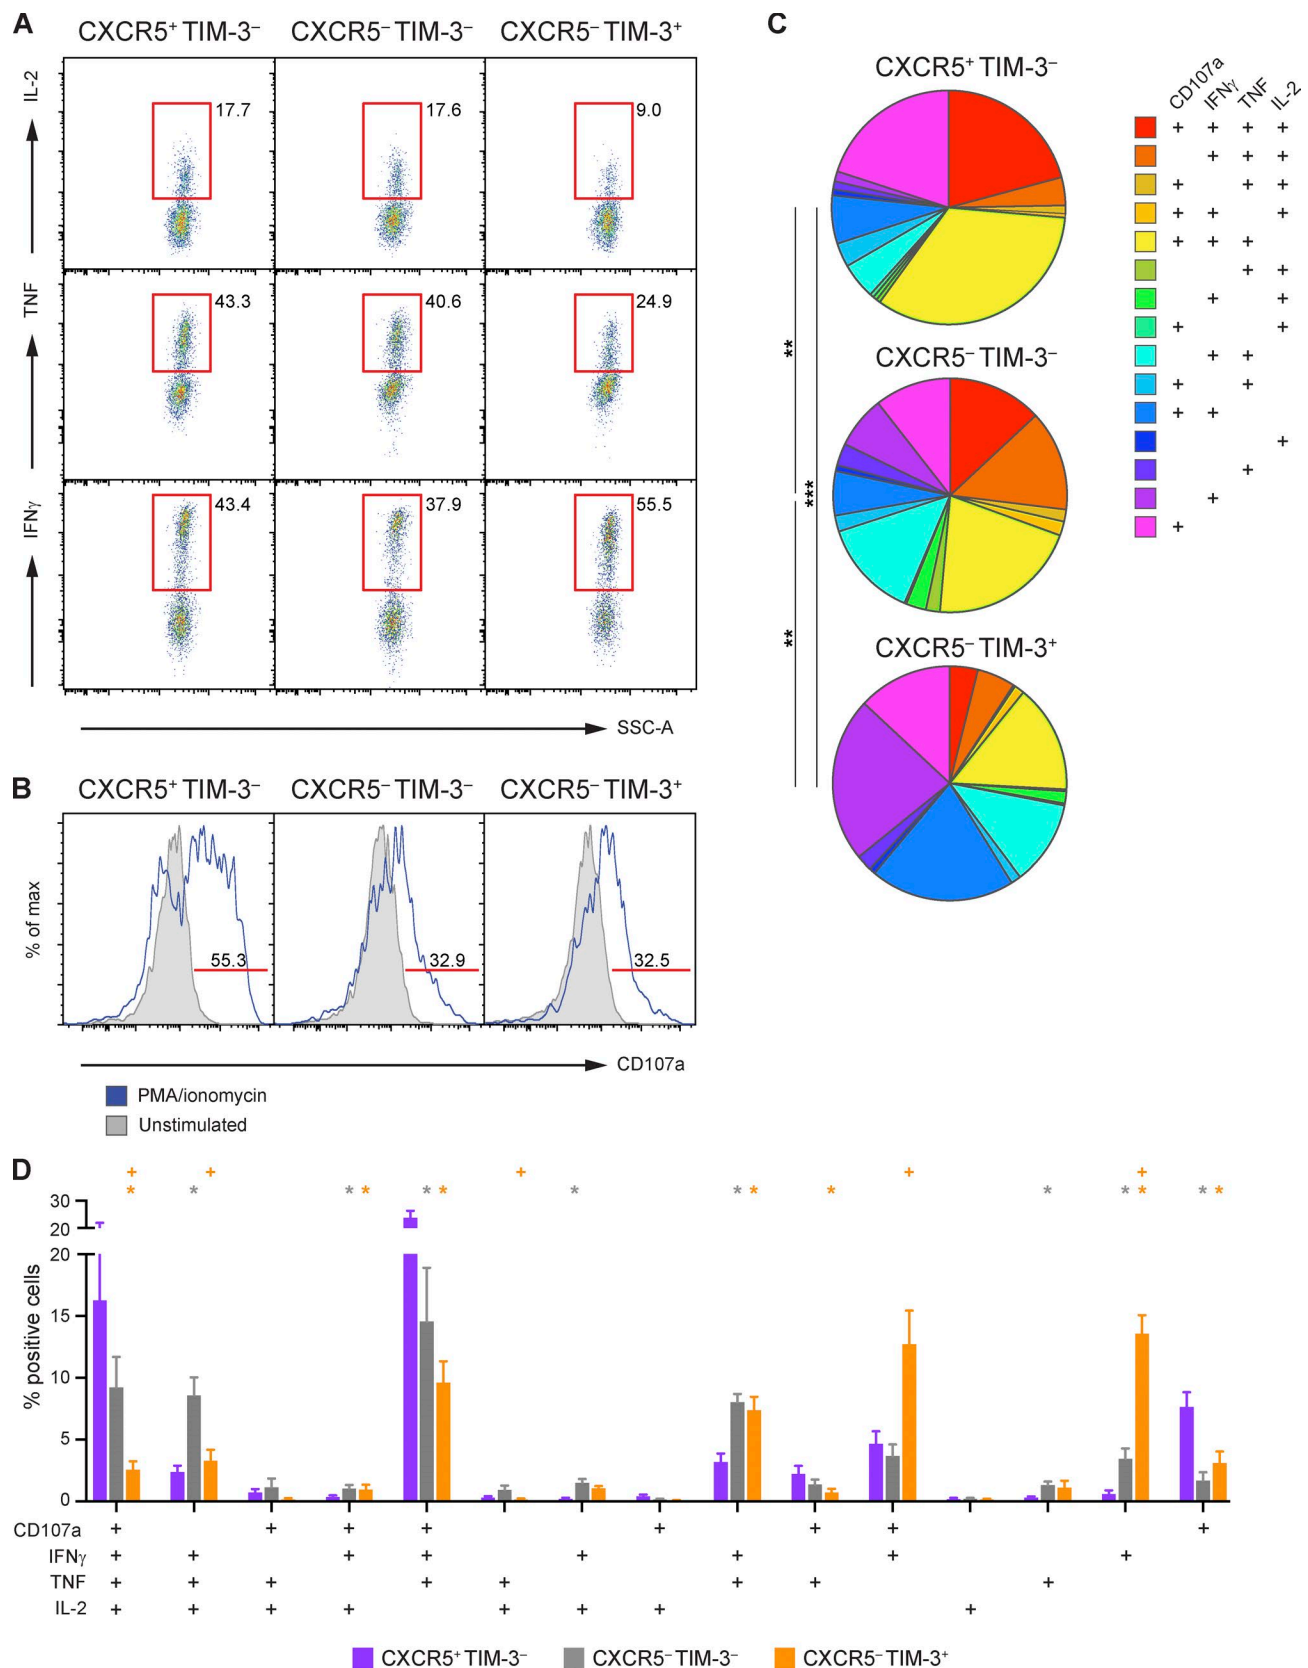 A
CXCR5+ TIM-3– CXCR5– TIM-3– CXCR5– TIM-3+
IL-2
17.7 17.6 9.0
TNF
43.3 40.6 24.9
IFNγ
43.4 37.9 55.5
SSC-A
B
CXCR5+ TIM-3– CXCR5– TIM-3– CXCR5– TIM-3+
% of max
55.3 32.9 32.5
CD107a
PMA/ionomycin
Unstimulated
C
CXCR5+ TIM-3–
**
CXCR5– TIM-3–
***
**
CXCR5– TIM-3+
CD107a IFNγ TNF IL-2
+ + + +
+ + +
+ + +
+ + +
+ + +
+ +
+ +
+ +
+ +
+ +
+ +
+
+
+
+
D
+ + + + +
* * * * * * * * * * * * * * *
% positive cells
30
20
20
15
10
5
0
CD107a + + + + + + + +
IFNγ + + + + + + + +
TNF + + + + + + + +
IL-2 + + + + + + + +
CXCR5+ TIM-3– CXCR5– TIM-3– CXCR5– TIM-3+